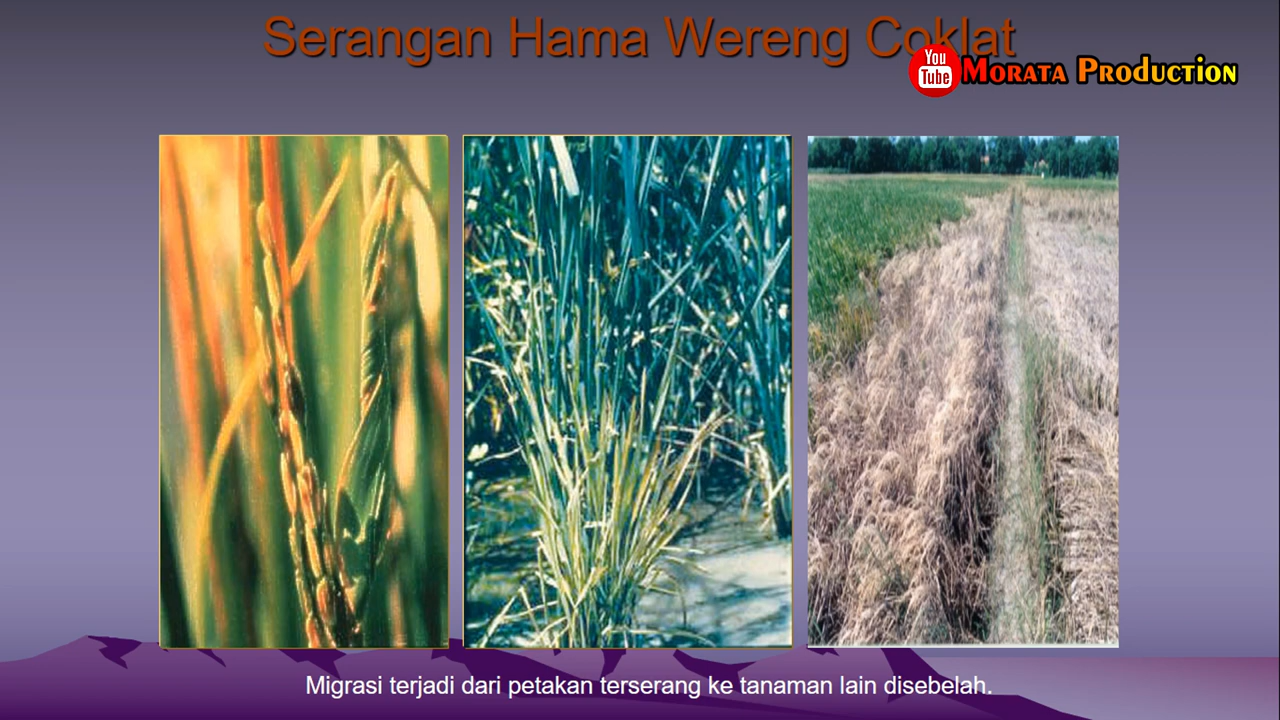 Serangan Hama Wereng Coklat
You
Tube
Morata Production
Migrasi terjadi dari petakan terserang ke tanaman lain disebelah.